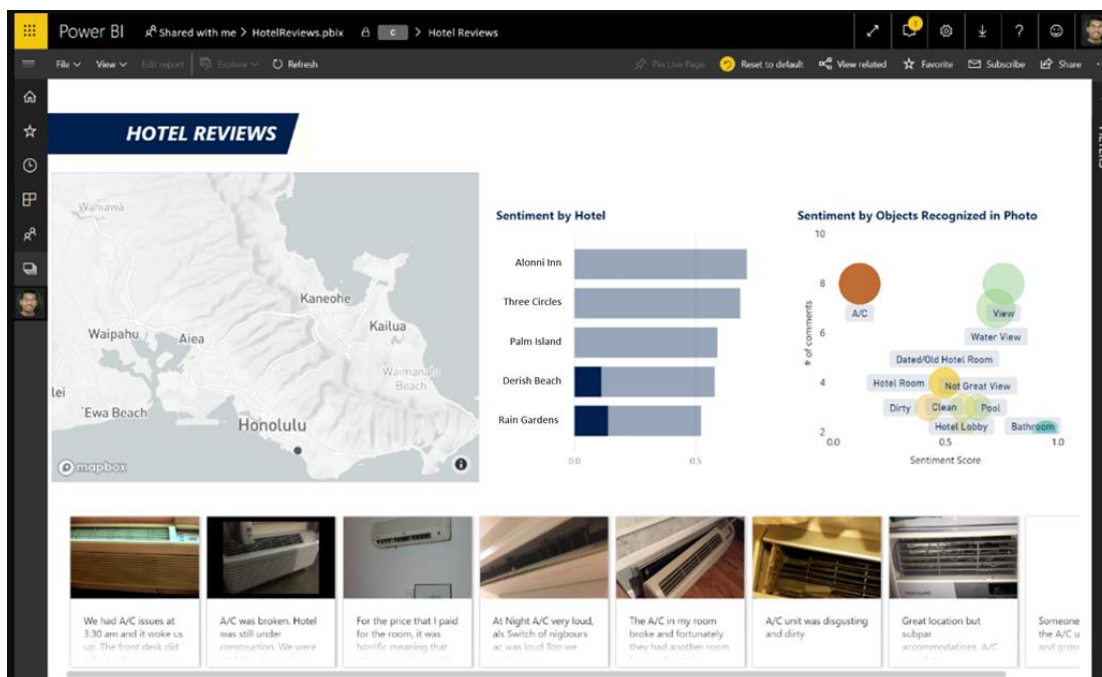 Power BI
Shared with me > HotelReviews.pbix
C
> Hotel Reviews
?
File
View
Edit report
Explore
Refresh
Pin Live Page
Reset to default
View related
Favorite
Subscribe
Share
HOTEL REVIEWS
Wahiawā
Kaneohe
Kailua
Waipahu
Aiea
Waimanalo
Beach
lei
'Ewa Beach
Honolulu
mapbox
Sentiment by Hotel
Alonni Inn
Three Circles
Palm Island
Derish Beach
Rain Gardens
0.0
0.5
Sentiment by Objects Recognized in Photo
10
8
6
4
2
# of comments
A/C
View
Water View
Dated/Old Hotel Room
Hotel Room
Not Great View
Dirty
Clean
Pool
Hotel Lobby
Bathroom
0.0
0.5
1.0
Sentiment Score
We had A/C issues at
3:30 am and it woke us
up. The front desk did
A/C was broken. Hotel
was still under
construction. We were
For the price that I paid
for the room, it was
horrific meaning that
At Night A/C very loud,
als Switch of nigbours
ac was loud Too we
The A/C in my room
broke and fortunately
they had another room
A/C unit was disgusting
and dirty
Great location but
subpar
accommodations. A/C
Someone
the A/C u
and gross